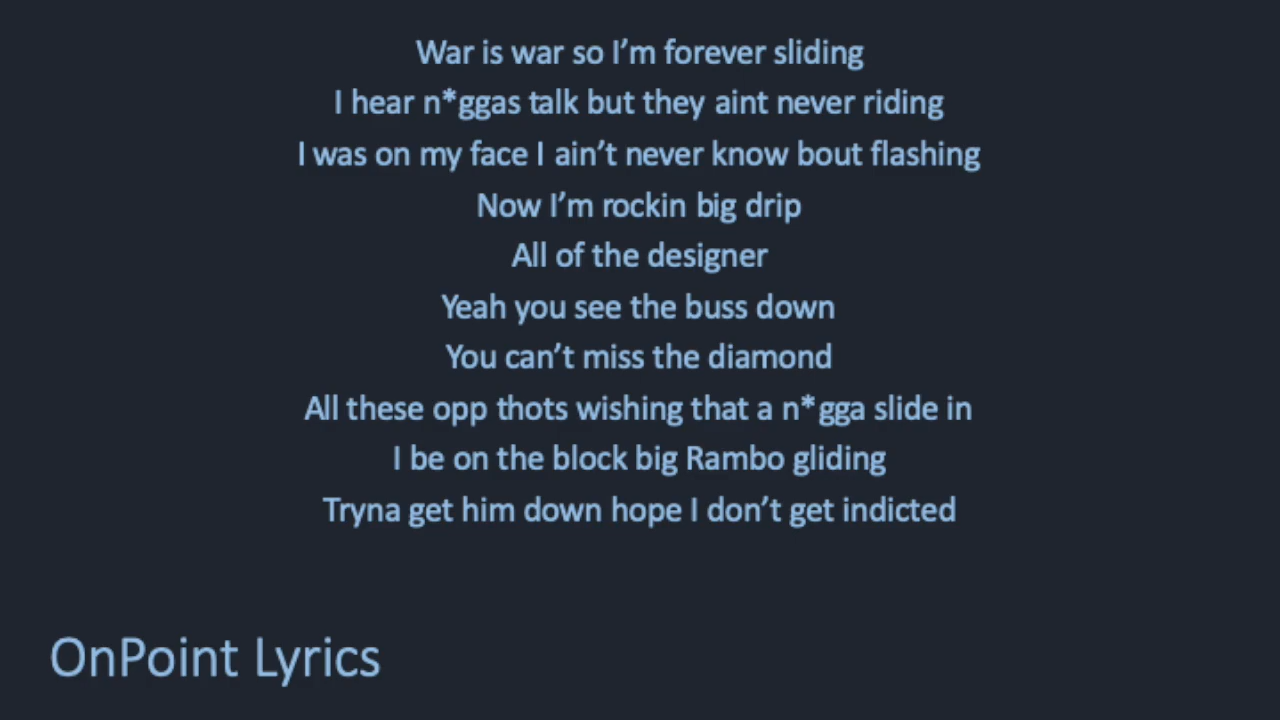 War is war so I’m forever sliding
I hear n*ggas talk but they aint never riding
I was on my face I ain’t never know bout flashing
Now I’m rockin big drip
All of the designer
Yeah you see the buss down
You can’t miss the diamond
All these opp thots wishing that a n*gga slide in
I be on the block big Rambo gliding
Tryna get him down hope I don’t get indicted
OnPoint Lyrics